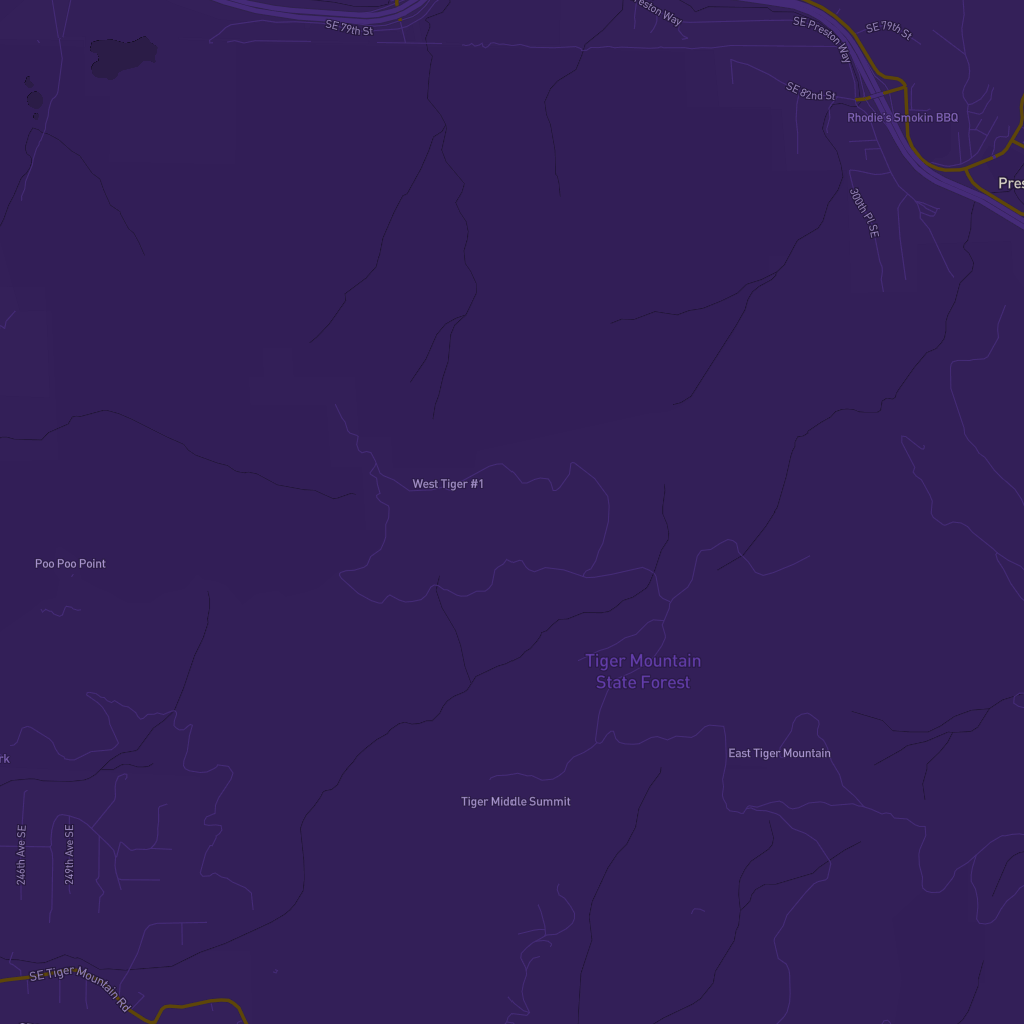 Preston Way
SE 79th St
SE Preston Way
SE 79th St
SE 82nd St
Rhodie's Smokin BBQ
Pres
300th Pl SE
West Tiger #1
Poo Poo Point
Tiger Mountain
State Forest
rk
East Tiger Mountain
Tiger Middle Summit
246th Ave SE
249th Ave SE
SE Tiger Mountain Rd